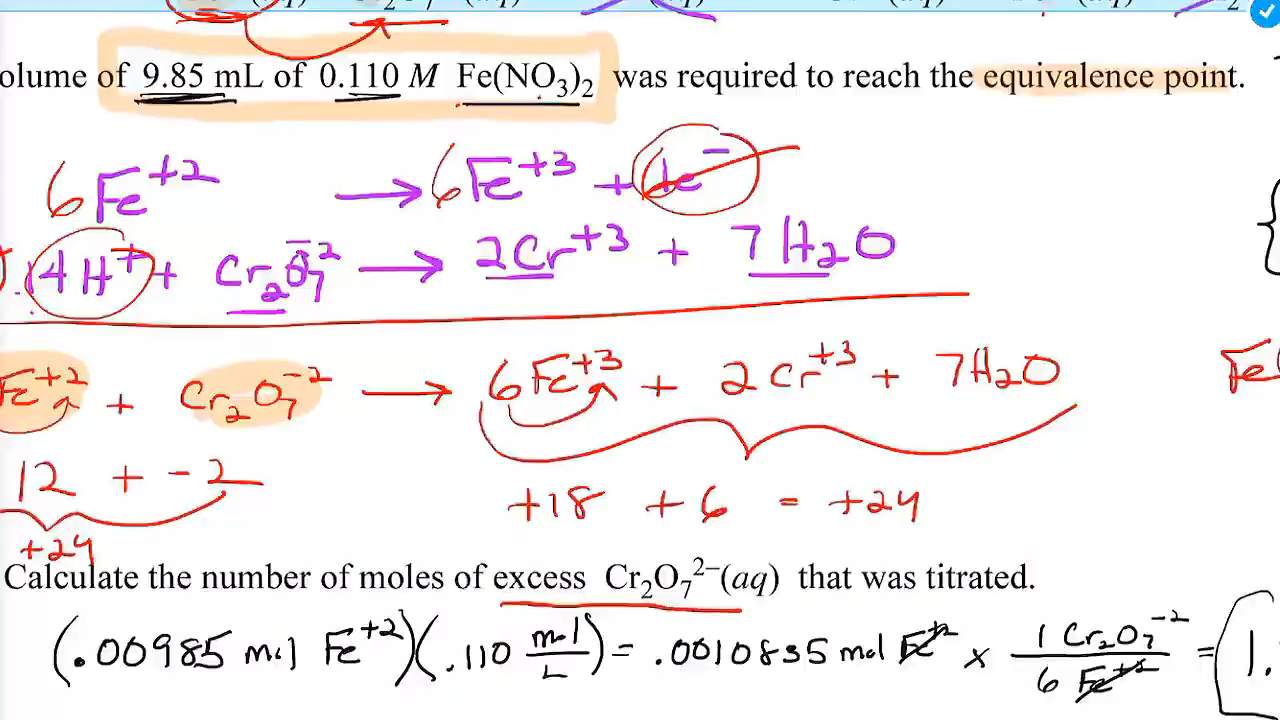 olume of 9.85 mL of 0.110 M Fe(NO₃)₂ was required to reach the equivalence point.
6Fe⁺² → 6Fe⁺³ + 6e⁻
14H⁺ + Cr₂O₇⁻² → 2Cr⁺³ + 7H₂O
Fe⁺² + Cr₂O₇⁻² → 6Fe⁺³ + 2Cr⁺³ + 7H₂O
12 + -2
+18 + 6 = +24
+24
Calculate the number of moles of excess Cr₂O₇²⁻(aq) that was titrated.
(.00985 mol Fe⁺²)(.110 mol/L) = .0010835 mol Fe⁺² × 1 Cr₂O₇⁻² / 6 Fe⁺² = 1.